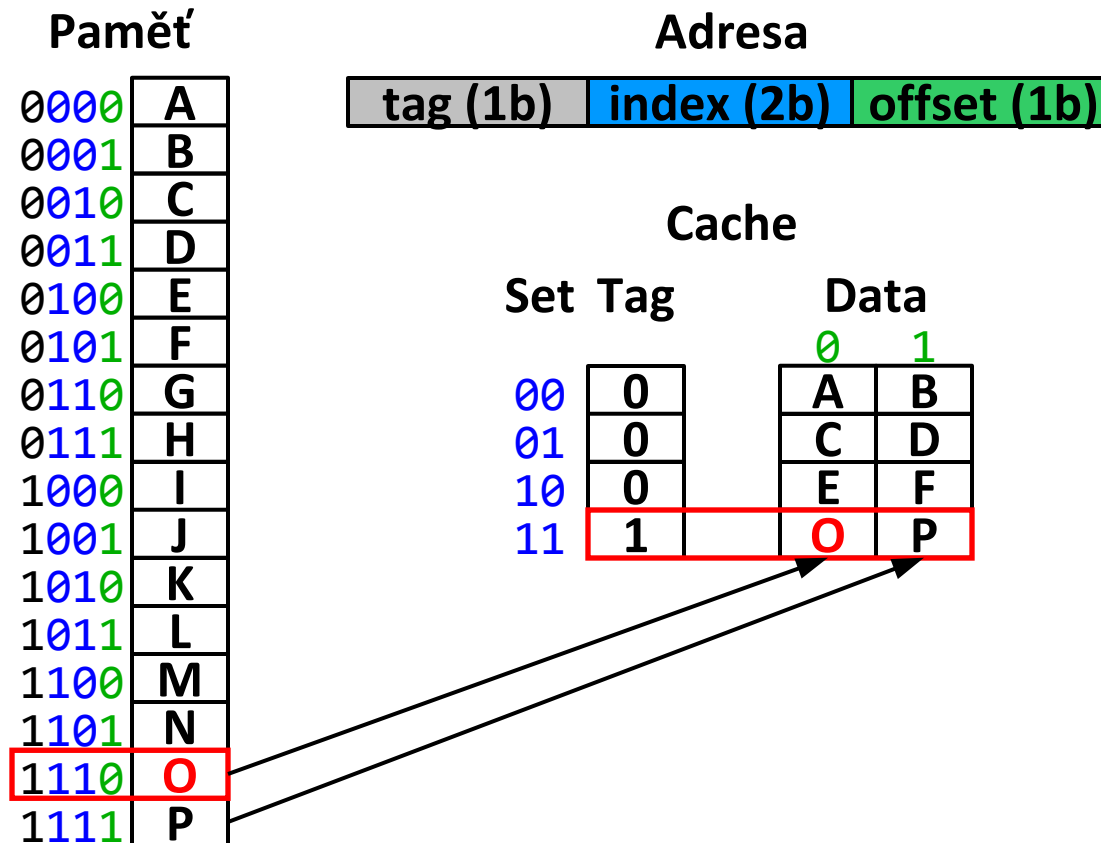 Paměť
0000 A
0001 B
0010 C
0011 D
0100 E
0101 F
0110 G
0111 H
1000 I
1001 J
1010 K
1011 L
1100 M
1101 N
1110 O
1111 P
Adresa
tag (1b) index (2b) offset (1b)
Cache
Set Tag Data
0 1
00 0 A B
01 0 C D
10 0 E F
11 1 O P